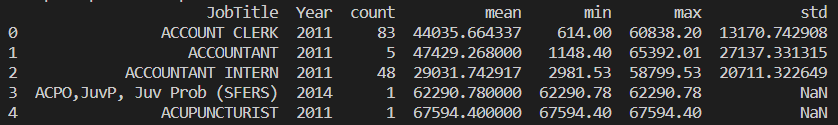 JobTitle Year count mean min max std
0 ACCOUNT CLERK 2011 83 44035.664337 614.00 60838.20 13170.742908
1 ACCOUNTANT 2011 5 47429.268000 1148.40 65392.01 27137.331315
2 ACCOUNTANT INTERN 2011 48 29031.742917 2981.53 58799.53 20711.322649
3 ACPO,JuvP, Juv Prob (SFERS) 2014 1 62290.780000 62290.78 62290.78 NaN
4 ACUPUNCTURIST 2011 1 67594.400000 67594.40 67594.40 NaN